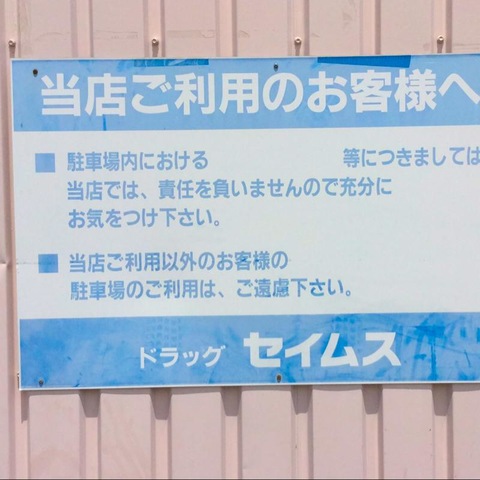 当店ご利用のお客様へ
■ 駐車場内における 等につきましては
当店では、責任を負いませんので充分に
お気をつけ下さい。
■ 当店ご利用以外のお客様の
駐車場のご利用は、ご遠慮下さい。
ドラッグ セイムス